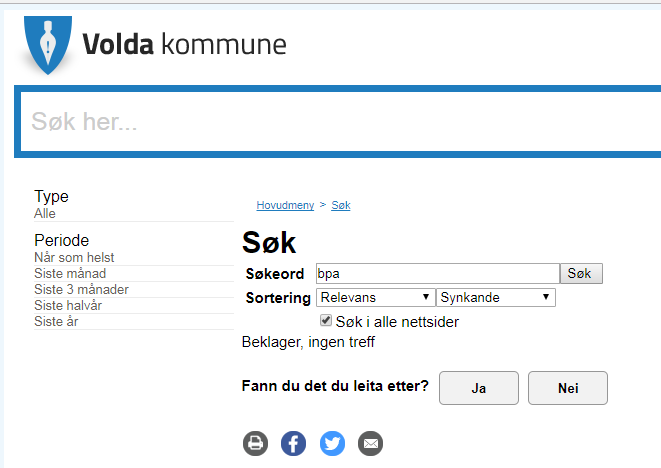 Volda kommune
Søk her...
Type
Alle
Periode
Når som helst
Siste månad
Siste 3 månader
Siste halvår
Siste år
Hovudmeny > Søk
Søk
Søkeord bpa Søk
Sortering Relevans Synkande
Søk i alle nettsider
Beklager, ingen treff
Fann du det du leita etter? Ja Nei